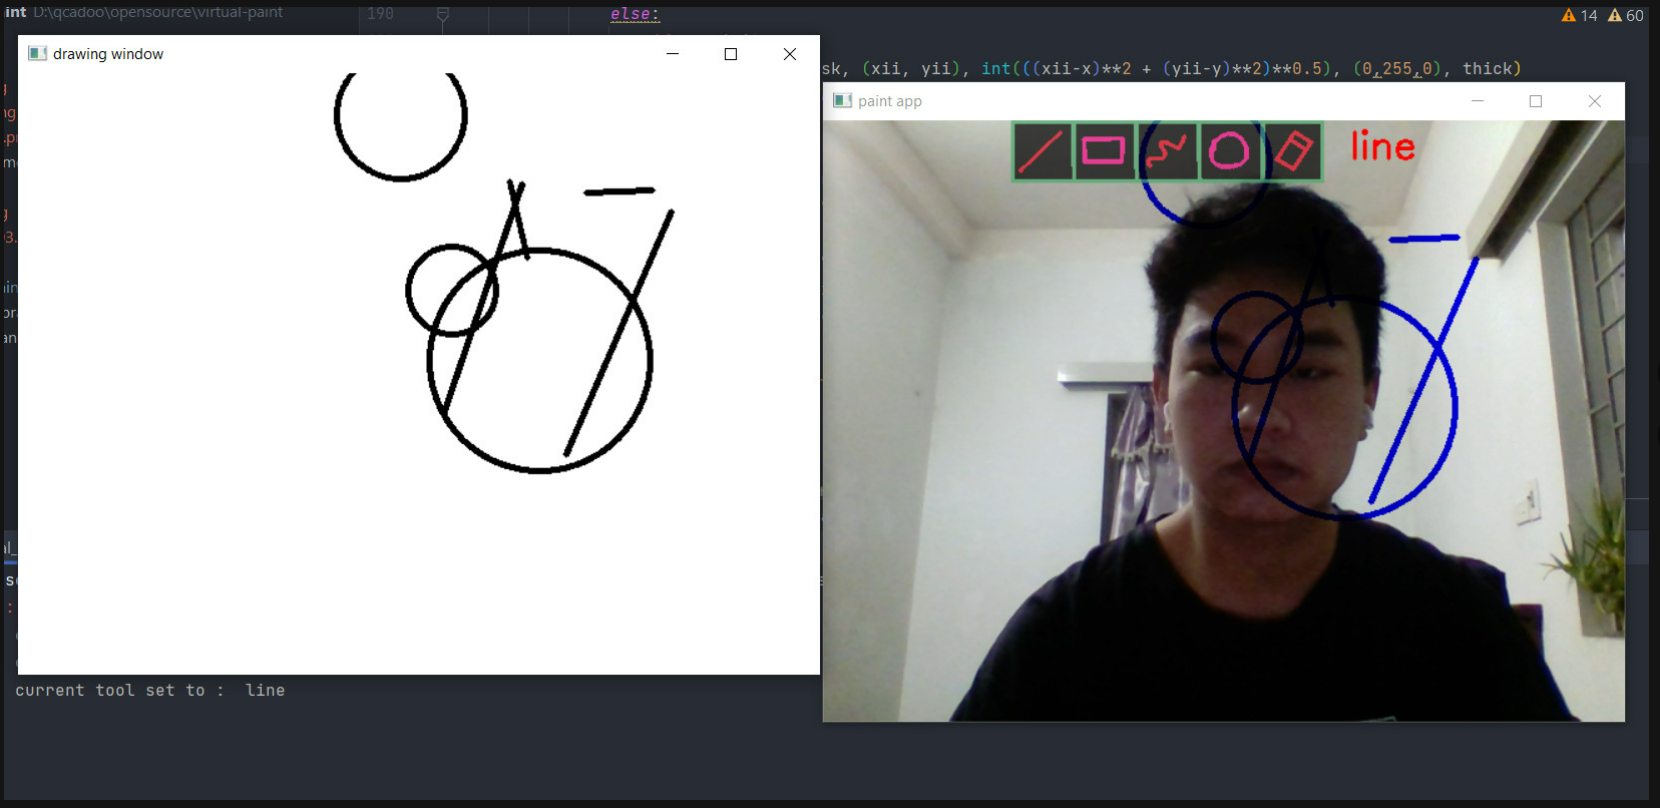 int D:\qcadoo\opensource\virtual-paint
190
else:
14 60
drawing window
sk, (xii, yii), int(((xii-x)**2 + (yii-y)**2)**0.5), (0,255,0), thick)
paint app
line
current tool set to :  line